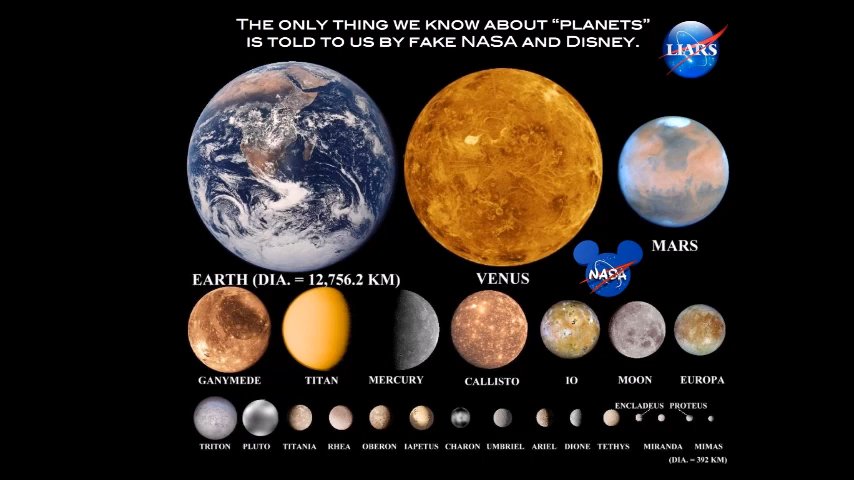 The only thing we know about “planets”
is told to us by fake NASA and Disney.
LIARS
EARTH (DIA. = 12,756.2 KM)
VENUS
MARS
NASA
GANYMEDE TITAN MERCURY CALLISTO IO MOON EUROPA
ENCLADEUS PROTEUS
TRITON PLUTO TITANIA RHEA OBERON IAPETUS CHARON UMBRIEL ARIEL DIONE TETHYS MIRANDA MIMAS
(DIA. = 392 KM)